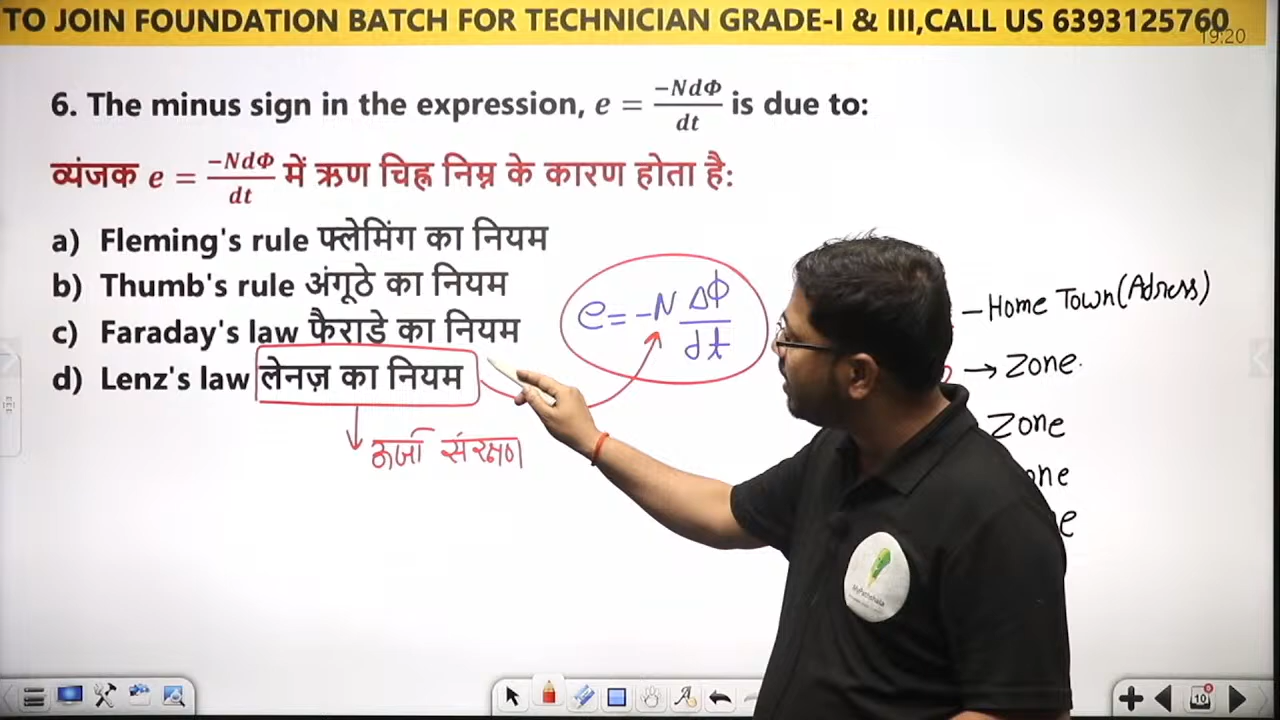 TO JOIN FOUNDATION BATCH FOR TECHNICIAN GRADE-I & III,CALL US 6393125760
19:20
6. The minus sign in the expression, e = −NdΦ/dt is due to:
व्यंजक e = −NdΦ/dt में ऋण चिह्न निम्न के कारण होता है:
a) Fleming's rule फ्लेमिंग का नियम
b) Thumb's rule अंगूठे का नियम
c) Faraday's law फैराडे का नियम
d) Lenz's law लेनज़ का नियम
ऊर्जा संरक्षण
e = -N ΔΦ/dt
- Home Town (Adress)
→ Zone.
Zone
MyPathshala
10